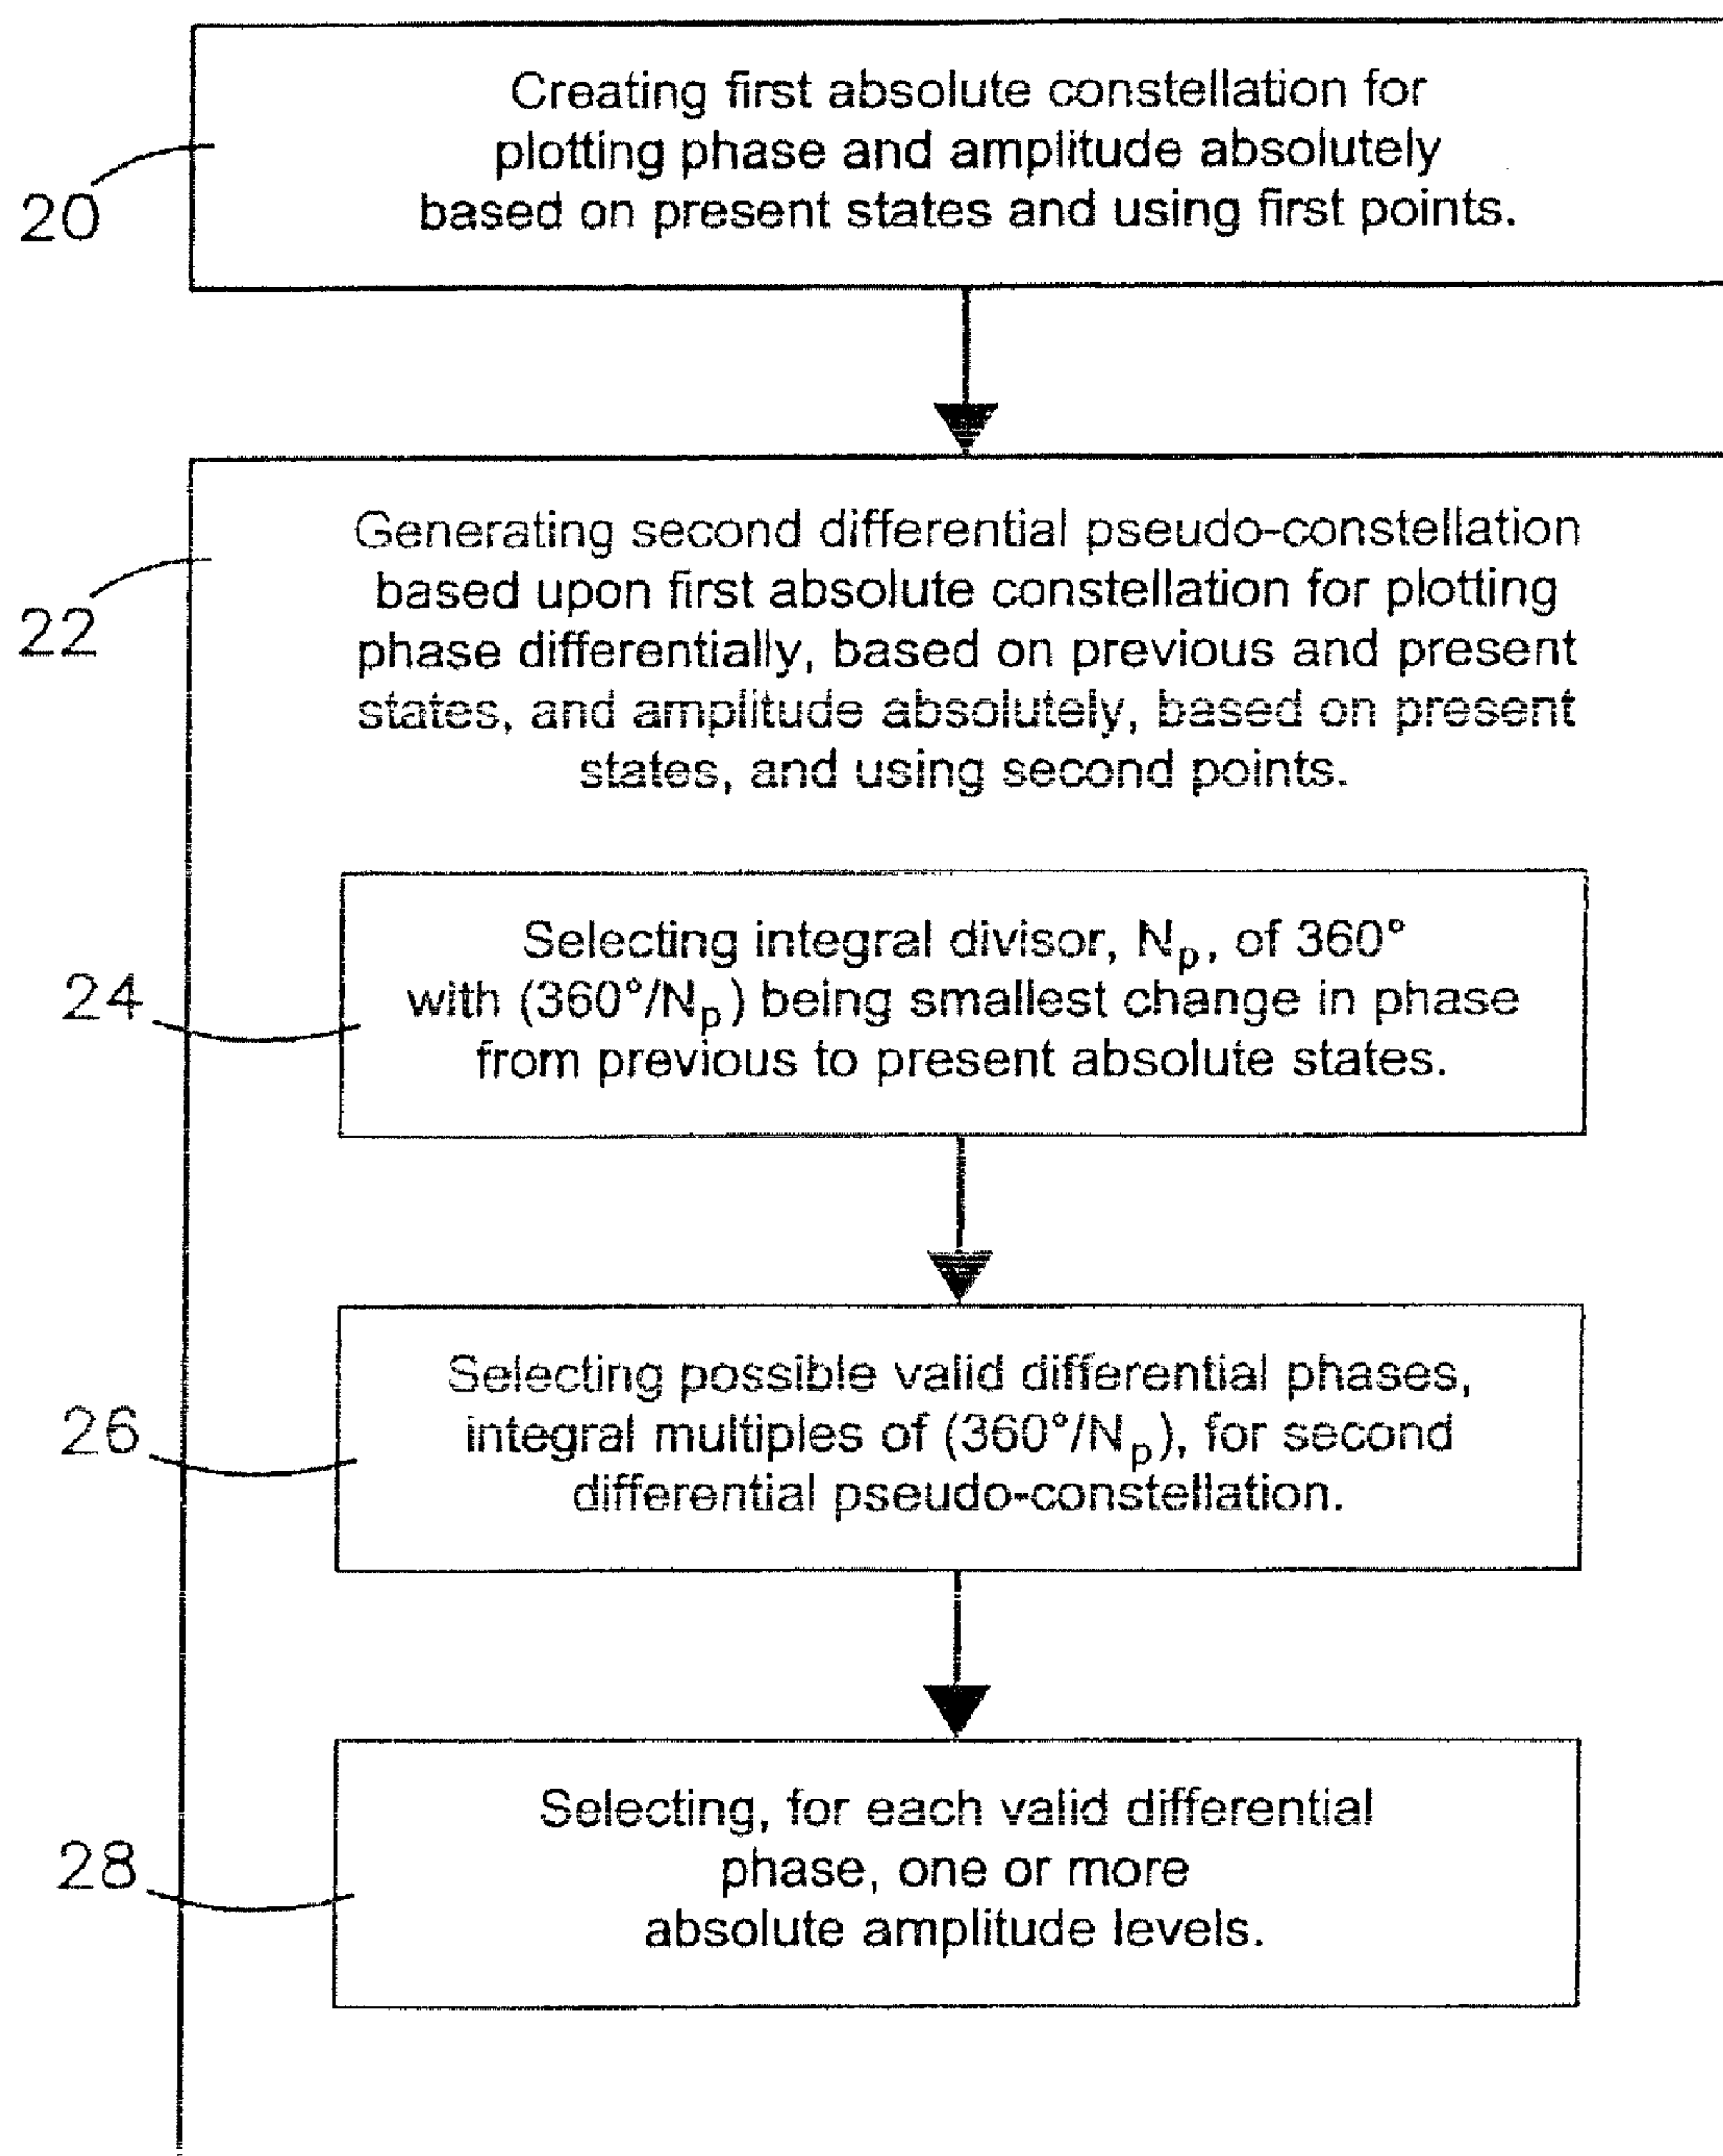 Creating first absolute constellation for
plotting phase and amplitude absolutely
based on present states and using first points.
20
Generating second differential pseudo-constellation
based upon first absolute constellation for plotting
phase differentially, based on previous and present
states, and amplitude absolutely, based on present
states, and using second points.
22
Selecting integral divisor, Np, of 360°
with (360°/Np) being smallest change in phase
from previous to present absolute states.
24
Selecting possible valid differential phases,
integral multiples of (360°/Np), for second
differential pseudo-constellation.
26
Selecting, for each valid differential
phase, one or more
absolute amplitude levels.
28